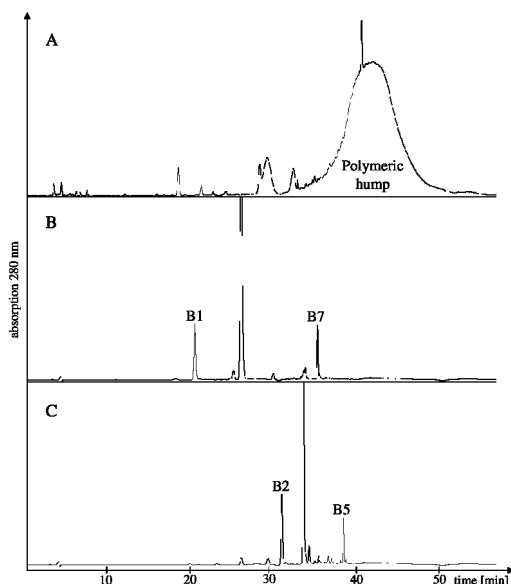 A
Polymeric
hump
B
B1
B7
C
B2
B5
absorption 280 nm
10 20 30 40 50 time [min]